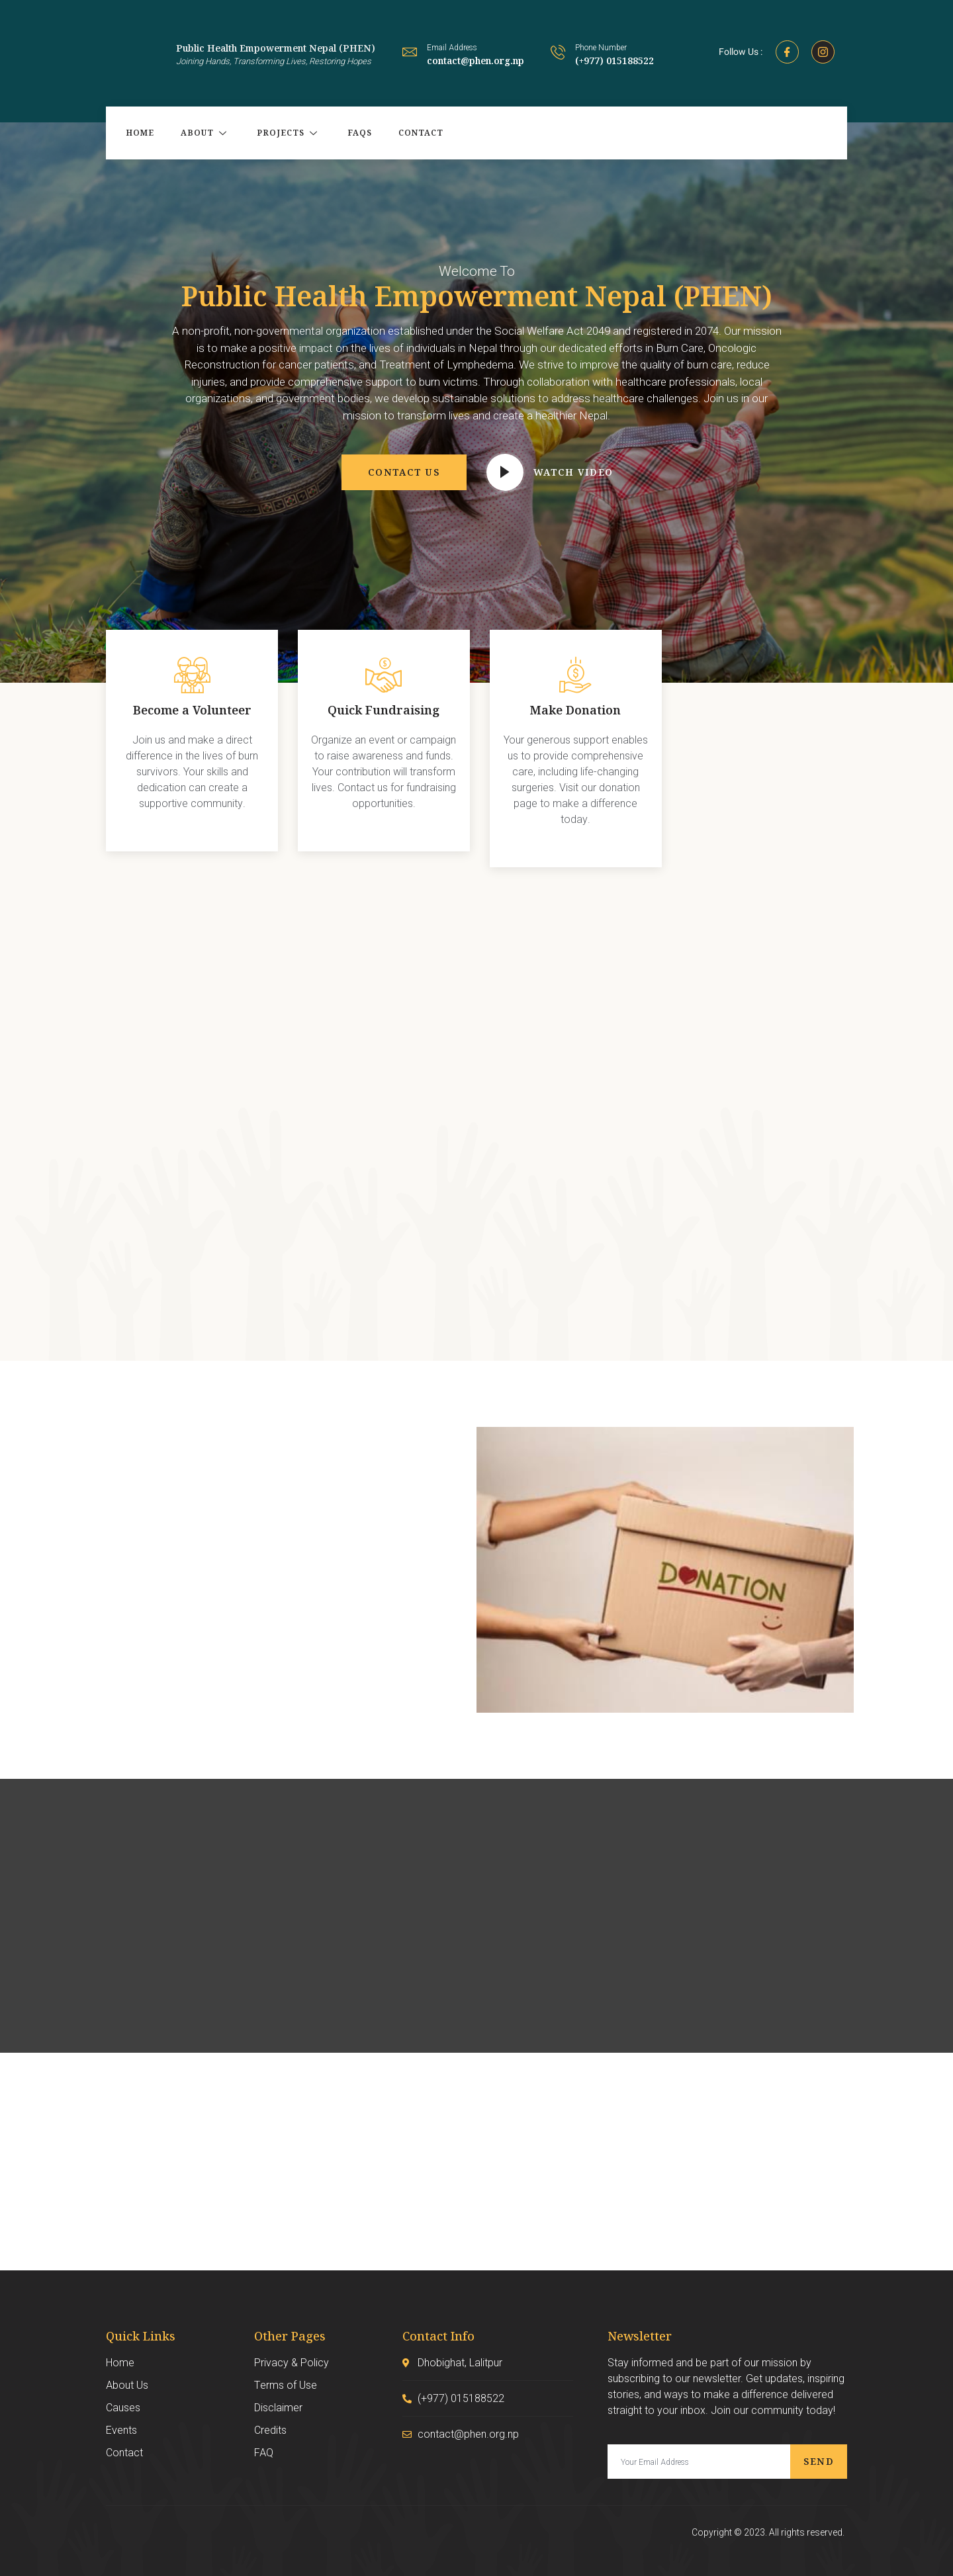 Public Health Empowerment Nepal (PHEN)
Joining Hands, Transforming Lives, Restoring Hopes
Email Address
contact@phen.org.np
Phone Number
(+977) 015188522
Follow Us :
HOME
ABOUT
PROJECTS
FAQS
CONTACT
Welcome To
Public Health Empowerment Nepal (PHEN)
A non-profit, non-governmental organization established under the Social Welfare Act 2049 and registered in 2074. Our mission
is to make a positive impact on the lives of individuals in Nepal through our dedicated efforts in Burn Care, Oncologic
Reconstruction for cancer patients, and Treatment of Lymphedema. We strive to improve the quality of burn care, reduce
injuries, and provide comprehensive support to burn victims. Through collaboration with healthcare professionals, local
organizations, and government bodies, we develop sustainable solutions to address healthcare challenges. Join us in our
mission to transform lives and create a healthier Nepal.
CONTACT US
WATCH VIDEO
Become a Volunteer
Join us and make a direct
difference in the lives of burn
survivors. Your skills and
dedication can create a
supportive community.
Quick Fundraising
Organize an event or campaign
to raise awareness and funds.
Your contribution will transform
lives. Contact us for fundraising
opportunities.
Make Donation
Your generous support enables
us to provide comprehensive
care, including life-changing
surgeries. Visit our donation
page to make a difference
today.
DONATION
Quick Links
Home
About Us
Causes
Events
Contact
Other Pages
Privacy & Policy
Terms of Use
Disclaimer
Credits
FAQ
Contact Info
Dhobighat, Lalitpur
(+977) 015188522
contact@phen.org.np
Newsletter
Stay informed and be part of our mission by
subscribing to our newsletter. Get updates, inspiring
stories, and ways to make a difference delivered
straight to your inbox. Join our community today!
Your Email Address
SEND
Copyright © 2023. All rights reserved.